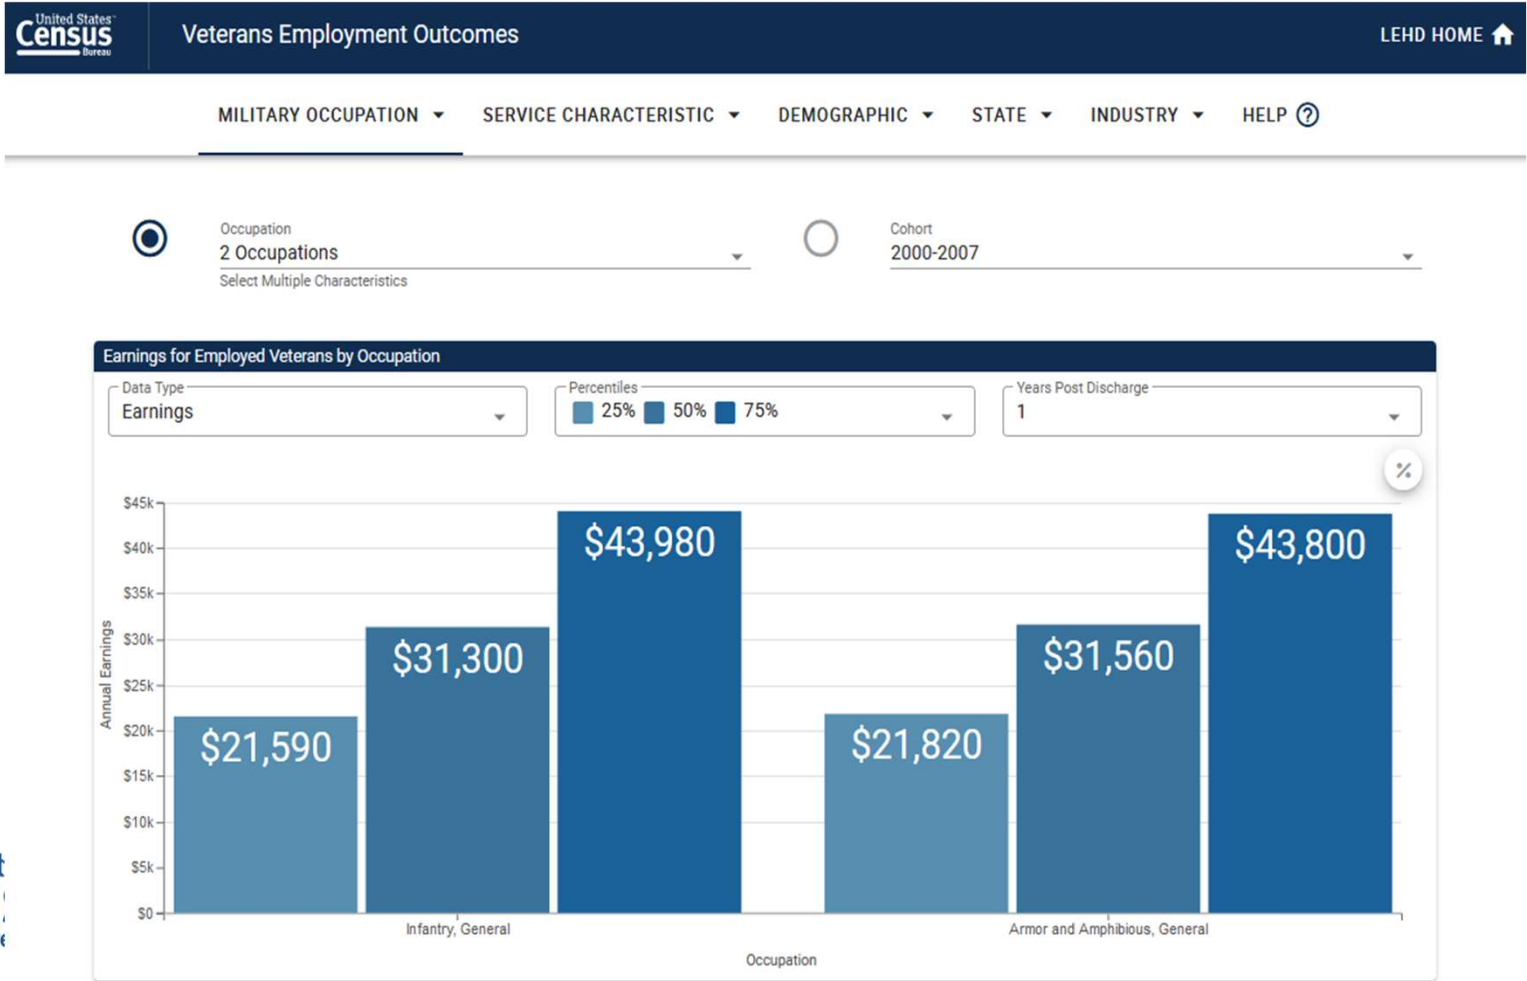 United States
Census
Bureau
Veterans Employment Outcomes
LEHD HOME
MILITARY OCCUPATION
SERVICE CHARACTERISTIC
DEMOGRAPHIC
STATE
INDUSTRY
HELP ?
Occupation
2 Occupations
Select Multiple Characteristics
Cohort
2000-2007
Earnings for Employed Veterans by Occupation
Data Type
Earnings
Percentiles
25% 50% 75%
Years Post Discharge
1
%
$45k
$40k
$35k
$30k
$25k
$20k
$15k
$10k
$5k
$0
Annual Earnings
$21,590
$31,300
$43,980
$21,820
$31,560
$43,800
Infantry, General
Armor and Amphibious, General
Occupation